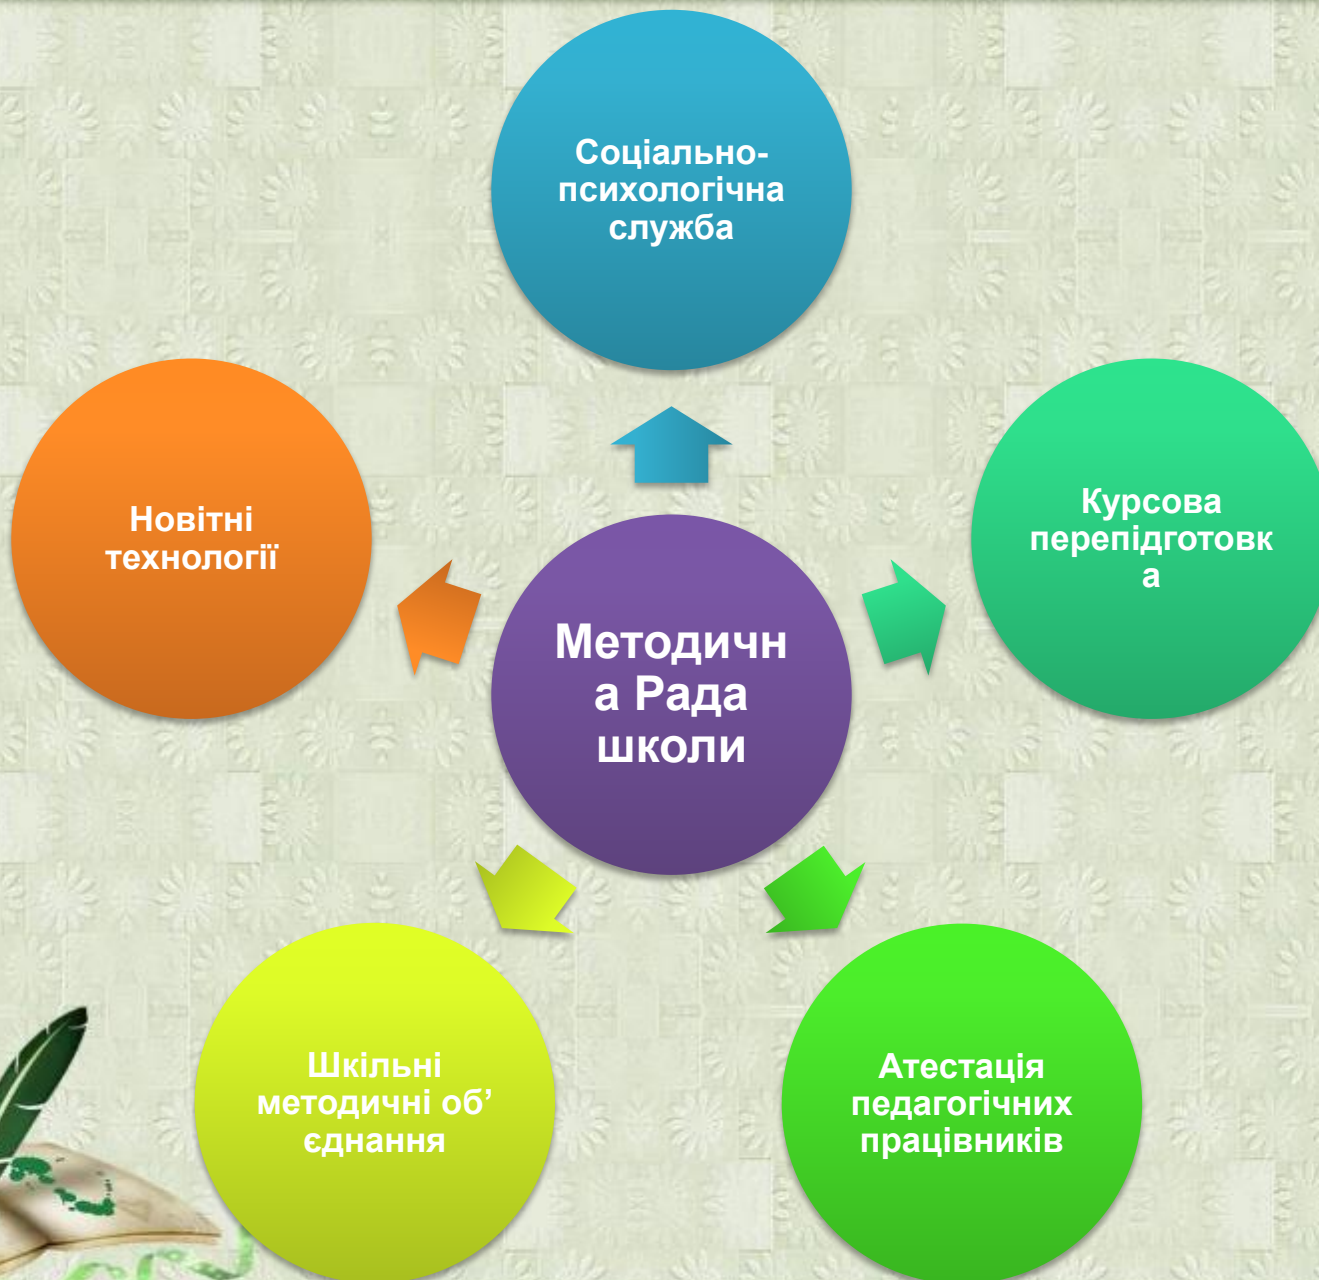 Соціально-
психологічна
служба
Новітні
технології
Курсова
перепідготовк
а
Методичн
а Рада
школи
Шкільні
методичні об’
єднання
Атестація
педагогічних
працівників